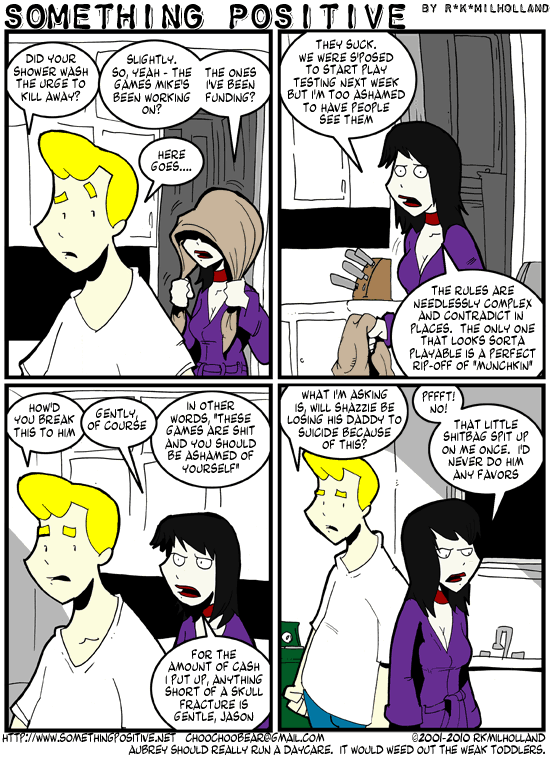 SOMETHING POSITIVE
BY R*K*MILHOLLAND
DID YOUR
SHOWER WASH
THE URGE TO
KILL AWAY?
SLIGHTLY.
SO, YEAH - THE
GAMES MIKE'S
BEEN WORKING
ON?
THE ONES
I'VE BEEN
FUNDING?
HERE
GOES....
THEY SUCK.
WE WERE S'POSED
TO START PLAY
TESTING NEXT WEEK
BUT I'M TOO ASHAMED
TO HAVE PEOPLE
SEE THEM
THE RULES ARE
NEEDLESSLY COMPLEX
AND CONTRADICT IN
PLACES. THE ONLY ONE
THAT LOOKS SORTA
PLAYABLE IS A PERFECT
RIP-OFF OF "MUNCHKIN"
HOW'D
YOU BREAK
THIS TO HIM
GENTLY,
OF COURSE
IN OTHER
WORDS, "THESE
GAMES ARE SHIT
AND YOU SHOULD
BE ASHAMED OF
YOURSELF"
FOR THE
AMOUNT OF CASH
I PUT UP, ANYTHING
SHORT OF A SKULL
FRACTURE IS
GENTLE, JASON
WHAT I'M ASKING
IS, WILL SHAZZIE BE
LOSING HIS DADDY TO
SUICIDE BECAUSE
OF THIS?
PFFFT!
NO!
THAT LITTLE
SHITBAG SPIT UP
ON ME ONCE. I'D
NEVER DO HIM
ANY FAVORS
HTTP://WWW.SOMETHINGPOSITIVE.NET CHOOCHOOBEAR@GMAIL.COM ©2001-2010 RKMILHOLLAND
AUBREY SHOULD REALLY RUN A DAYCARE. IT WOULD WEED OUT THE WEAK TODDLERS.